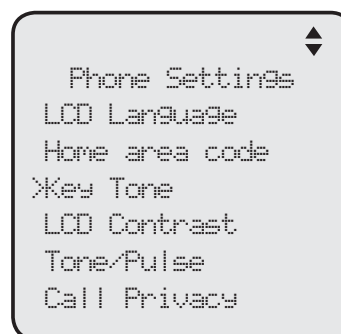 Phone Settings
LCD Language
Home area code
>Key Tone
LCD Contrast
Tone/Pulse
Call Privacy